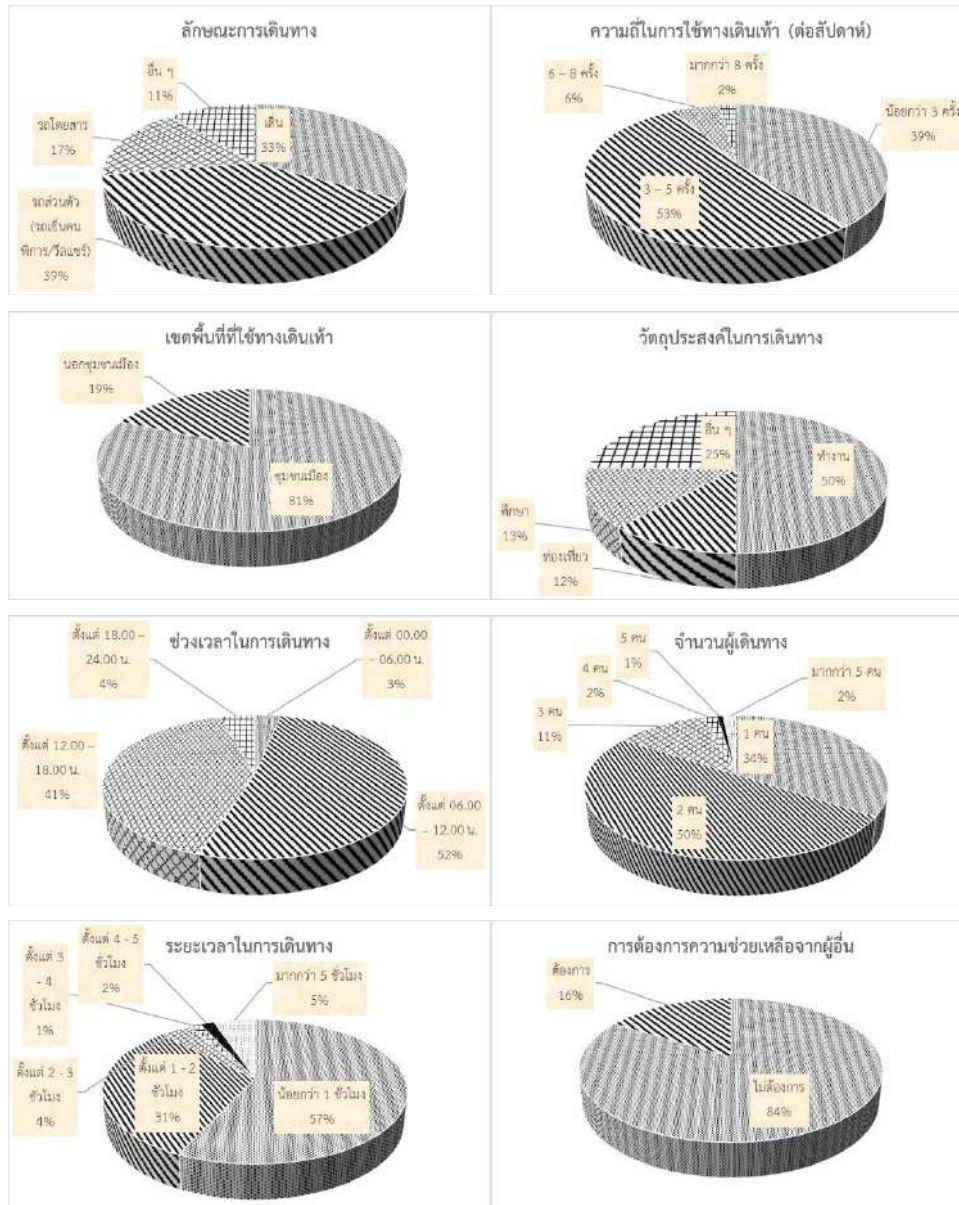 ลักษณะการเดินทาง
อื่น ๆ
11%
เดิน
33%
รถโดยสาร
17%
รถส่วนตัว
(รถเข็นคน
พิการ/วีลแชร์)
39%
ความถี่ในการใช้ทางเดินเท้า (ต่อสัปดาห์)
6 – 8 ครั้ง
6%
มากกว่า 8 ครั้ง
2%
น้อยกว่า 3 ครั้ง
39%
3 – 5 ครั้ง
53%
เขตพื้นที่ที่ใช้ทางเดินเท้า
นอกชุมชนเมือง
19%
ชุมชนเมือง
81%
วัตถุประสงค์ในการเดินทาง
อื่น ๆ
25%
ทำงาน
50%
ศึกษา
13%
ท่องเที่ยว
12%
ช่วงเวลาในการเดินทาง
ตั้งแต่ 18.00 –
24.00 น.
4%
ตั้งแต่ 00.00
– 06.00 น.
3%
ตั้งแต่ 12.00 –
18.00 น.
41%
ตั้งแต่ 06.00
– 12.00 น.
52%
จำนวนผู้เดินทาง
5 คน
1%
4 คน
2%
มากกว่า 5 คน
2%
3 คน
11%
1 คน
34%
2 คน
50%
ระยะเวลาในการเดินทาง
ตั้งแต่ 4 - 5
ชั่วโมง
2%
ตั้งแต่ 3
- 4
ชั่วโมง
1%
มากกว่า 5 ชั่วโมง
5%
ตั้งแต่ 2 - 3
ชั่วโมง
4%
ตั้งแต่ 1 - 2
ชั่วโมง
31%
น้อยกว่า 1 ชั่วโมง
57%
การต้องการความช่วยเหลือจากผู้อื่น
ต้องการ
16%
ไม่ต้องการ
84%